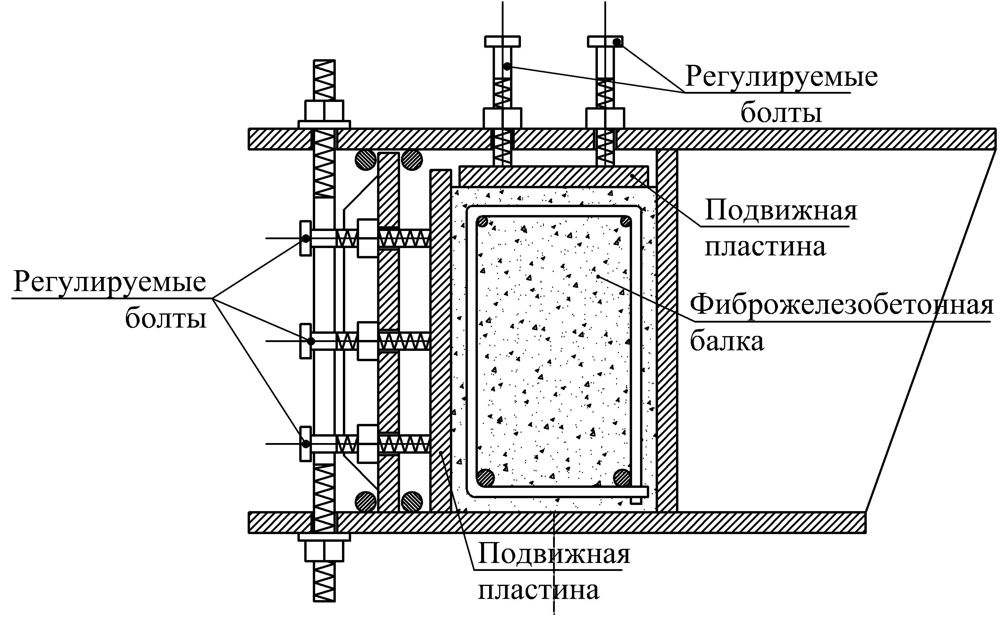 Регулируемые
болты
Подвижная
пластина
Регулируемые
болты
Фиброжелезобетонная
балка
Подвижная
пластина